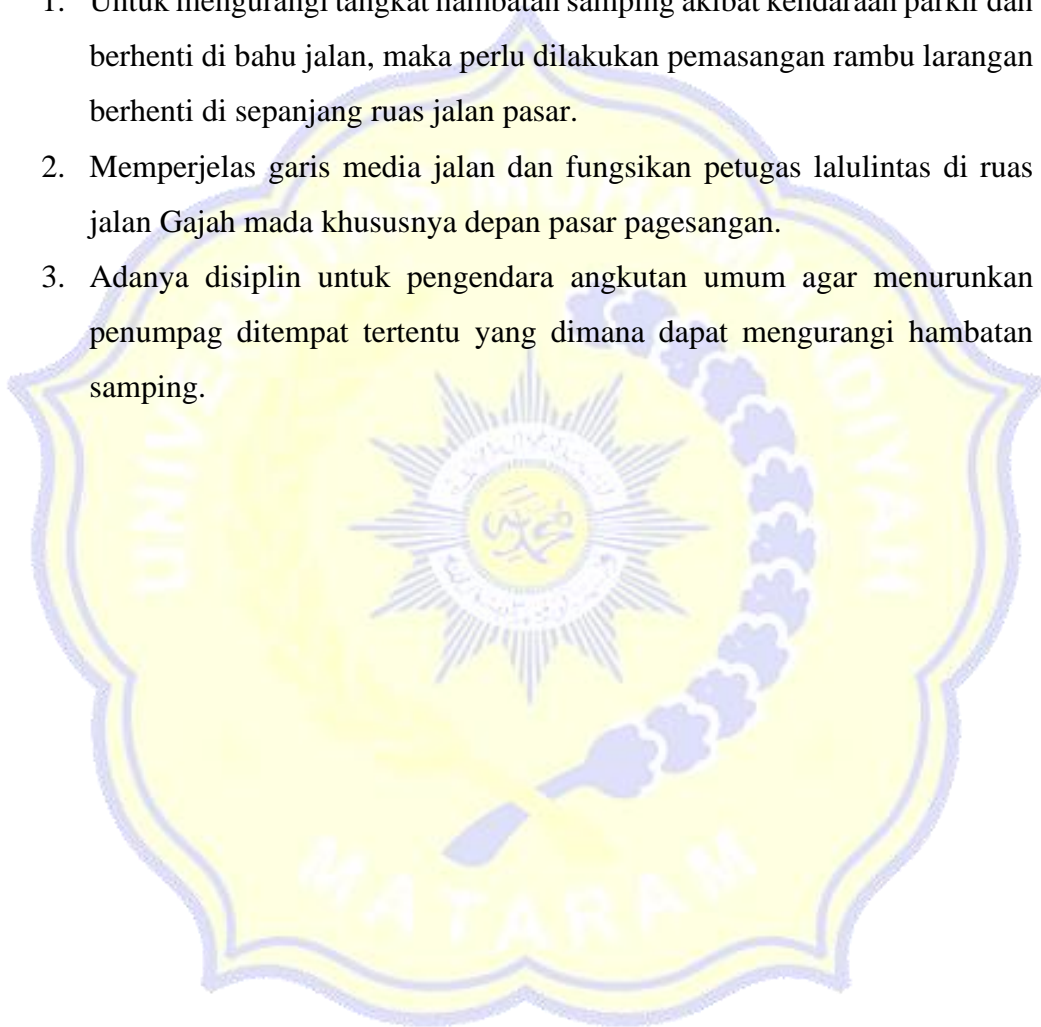 1. Untuk mengurangi tangkat hambatan samping akibat kendaraan parkir dan
berhenti di bahu jalan, maka perlu dilakukan pemasangan rambu larangan
berhenti di sepanjang ruas jalan pasar.
2. Memperjelas garis media jalan dan fungsikan petugas lalulintas di ruas
jalan Gajah mada khususnya depan pasar pagesangan.
3. Adanya disiplin untuk pengendara angkutan umum agar menurunkan
penumpag ditempat tertentu yang dimana dapat mengurangi hambatan
samping.
UNIVERSITAS MUHAMMADIYAH
MATARAM